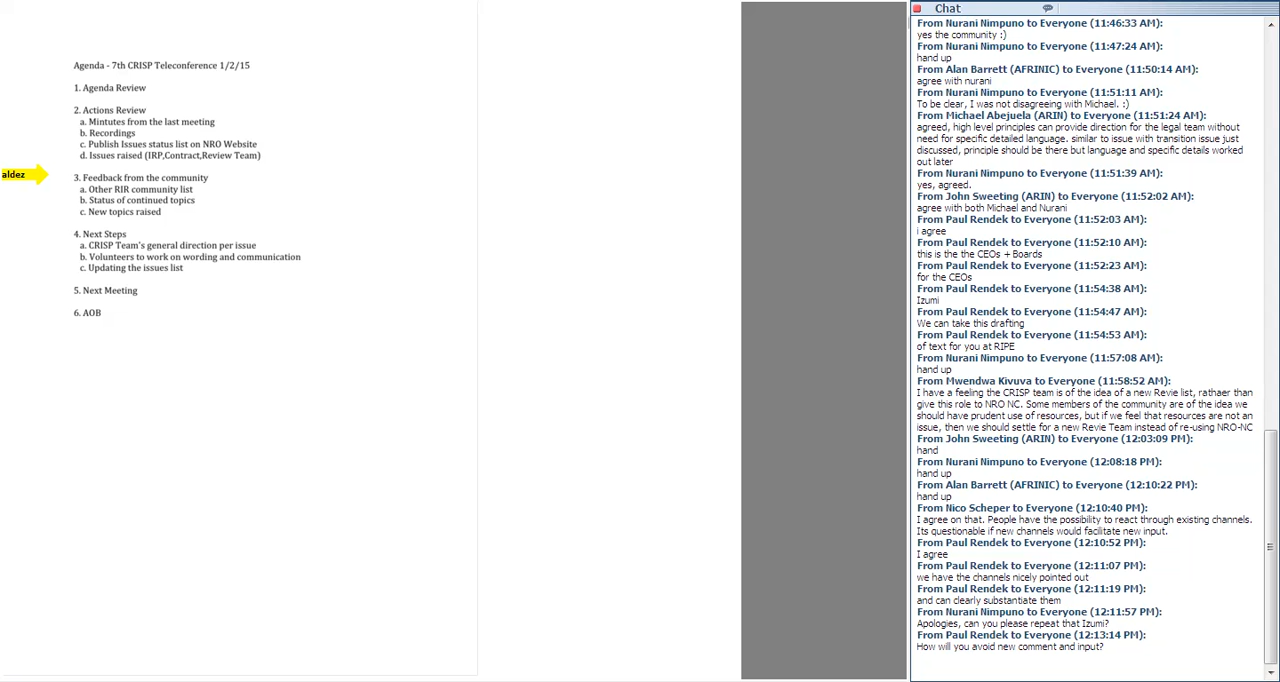 Agenda - 7th CRISP Teleconference 1/2/15
1. Agenda Review
2. Actions Review
a. Mintutes from the last meeting
b. Recordings
c. Publish Issues status list on NRO Website
d. Issues raised (IRP,Contract,Review Team)
aldez
3. Feedback from the community
a. Other RIR community list
b. Status of continued topics
c. New topics raised
4. Next Steps
a. CRISP Team's general direction per issue
b. Volunteers to work on wording and communication
c. Updating the issues list
5. Next Meeting
6. AOB
Chat
From Nurani Nimpuno to Everyone (11:46:33 AM):
yes the community :)
From Nurani Nimpuno to Everyone (11:47:24 AM):
hand up
From Alan Barrett (AFRINIC) to Everyone (11:50:14 AM):
agree with nurani
From Nurani Nimpuno to Everyone (11:51:11 AM):
To be clear, I was not disagreeing with Michael. :)
From Michael Abejuela (ARIN) to Everyone (11:51:24 AM):
agreed, high level principles can provide direction for the legal team without
need for specific detailed language. similar to issue with transition issue just
discussed, principle should be there but language and specific details worked
out later
From Nurani Nimpuno to Everyone (11:51:39 AM):
yes, agreed.
From John Sweeting (ARIN) to Everyone (11:52:02 AM):
agree with both Michael and Nurani
From Paul Rendek to Everyone (11:52:03 AM):
i agree
From Paul Rendek to Everyone (11:52:10 AM):
this is the the CEOs + Boards
From Paul Rendek to Everyone (11:52:23 AM):
for the CEOs
From Paul Rendek to Everyone (11:54:38 AM):
Izumi
From Paul Rendek to Everyone (11:54:47 AM):
We can take this drafting
From Paul Rendek to Everyone (11:54:53 AM):
of text for you at RIPE
From Nurani Nimpuno to Everyone (11:57:08 AM):
hand up
From Mwendwa Kivuva to Everyone (11:58:52 AM):
I have a feeling the CRISP team is of the idea of a new Revie list, rathaer than
give this role to NRO NC. Some members of the community are of the idea we
should have prudent use of resources, but if we feel that resources are not an
issue, then we should settle for a new Revie Team instead of re-using NRO-NC
From John Sweeting (ARIN) to Everyone (12:03:09 PM):
hand
From Nurani Nimpuno to Everyone (12:08:18 PM):
hand up
From Alan Barrett (AFRINIC) to Everyone (12:10:22 PM):
hand up
From Nico Scheper to Everyone (12:10:40 PM):
I agree on that. People have the possibility to react through existing channels.
Its questionable if new channels would facilitate new input.
From Paul Rendek to Everyone (12:10:52 PM):
I agree
From Paul Rendek to Everyone (12:11:07 PM):
we have the channels nicely pointed out
From Paul Rendek to Everyone (12:11:19 PM):
and can clearly substantiate them
From Nurani Nimpuno to Everyone (12:11:57 PM):
Apologies, can you please repeat that Izumi?
From Paul Rendek to Everyone (12:13:14 PM):
How will you avoid new comment and input?